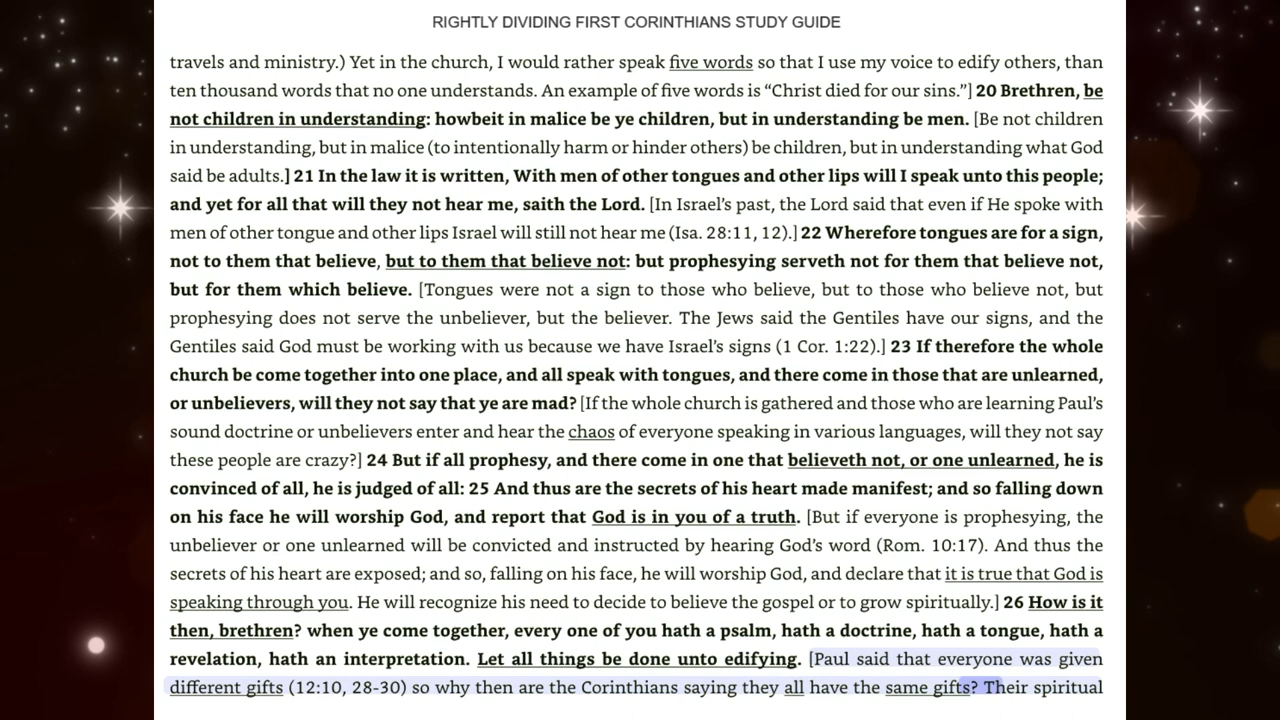 RIGHTLY DIVIDING FIRST CORINTHIANS STUDY GUIDE
travels and ministry.) Yet in the church, I would rather speak five words so that I use my voice to edify others, than
ten thousand words that no one understands. An example of five words is “Christ died for our sins.”] 20 Brethren, be
not children in understanding: howbeit in malice be ye children, but in understanding be men. [Be not children
in understanding, but in malice (to intentionally harm or hinder others) be children, but in understanding what God
said be adults.] 21 In the law it is written, With men of other tongues and other lips will I speak unto this people;
and yet for all that will they not hear me, saith the Lord. [In Israel’s past, the Lord said that even if He spoke with
men of other tongue and other lips Israel will still not hear me (Isa. 28:11, 12).] 22 Wherefore tongues are for a sign,
not to them that believe, but to them that believe not: but prophesying serveth not for them that believe not,
but for them which believe. [Tongues were not a sign to those who believe, but to those who believe not, but
prophesying does not serve the unbeliever, but the believer. The Jews said the Gentiles have our signs, and the
Gentiles said God must be working with us because we have Israel’s signs (1 Cor. 1:22).] 23 If therefore the whole
church be come together into one place, and all speak with tongues, and there come in those that are unlearned,
or unbelievers, will they not say that ye are mad? [If the whole church is gathered and those who are learning Paul’s
sound doctrine or unbelievers enter and hear the chaos of everyone speaking in various languages, will they not say
these people are crazy?] 24 But if all prophesy, and there come in one that believeth not, or one unlearned, he is
convinced of all, he is judged of all: 25 And thus are the secrets of his heart made manifest; and so falling down
on his face he will worship God, and report that God is in you of a truth. [But if everyone is prophesying, the
unbeliever or one unlearned will be convicted and instructed by hearing God’s word (Rom. 10:17). And thus the
secrets of his heart are exposed; and so, falling on his face, he will worship God, and declare that it is true that God is
speaking through you. He will recognize his need to decide to believe the gospel or to grow spiritually.] 26 How is it
then, brethren? when ye come together, every one of you hath a psalm, hath a doctrine, hath a tongue, hath a
revelation, hath an interpretation. Let all things be done unto edifying. [Paul said that everyone was given
different gifts (12:10, 28-30) so why then are the Corinthians saying they all have the same gifts? Their spiritual